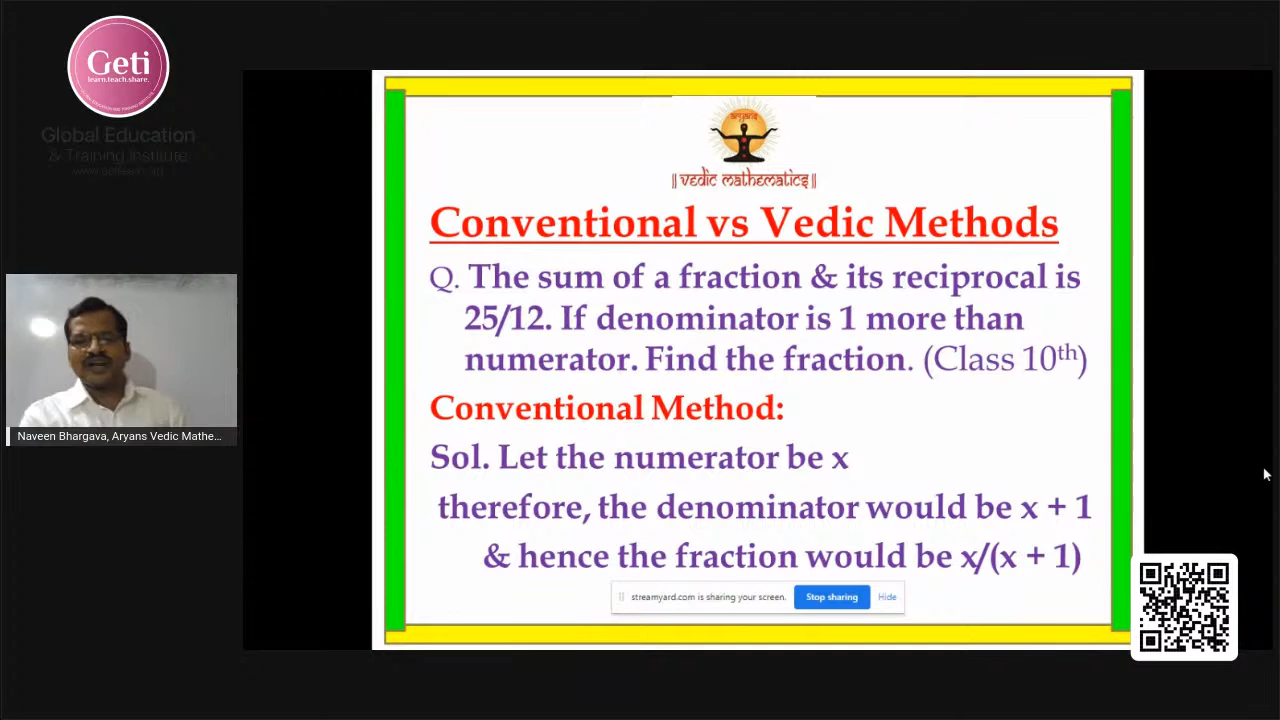 Geti
learn.teach.share.
Global Education
& Training Institute
aryans
|| vedic mathematics ||
Conventional vs Vedic Methods
Q. The sum of a fraction & its reciprocal is
25/12. If denominator is 1 more than
numerator. Find the fraction. (Class 10th)
Conventional Method:
Sol. Let the numerator be x
therefore, the denominator would be x + 1
& hence the fraction would be x/(x + 1)
Naveen Bhargava, Aryans Vedic Mathe...
streamyard.com is sharing your screen. Stop sharing Hide